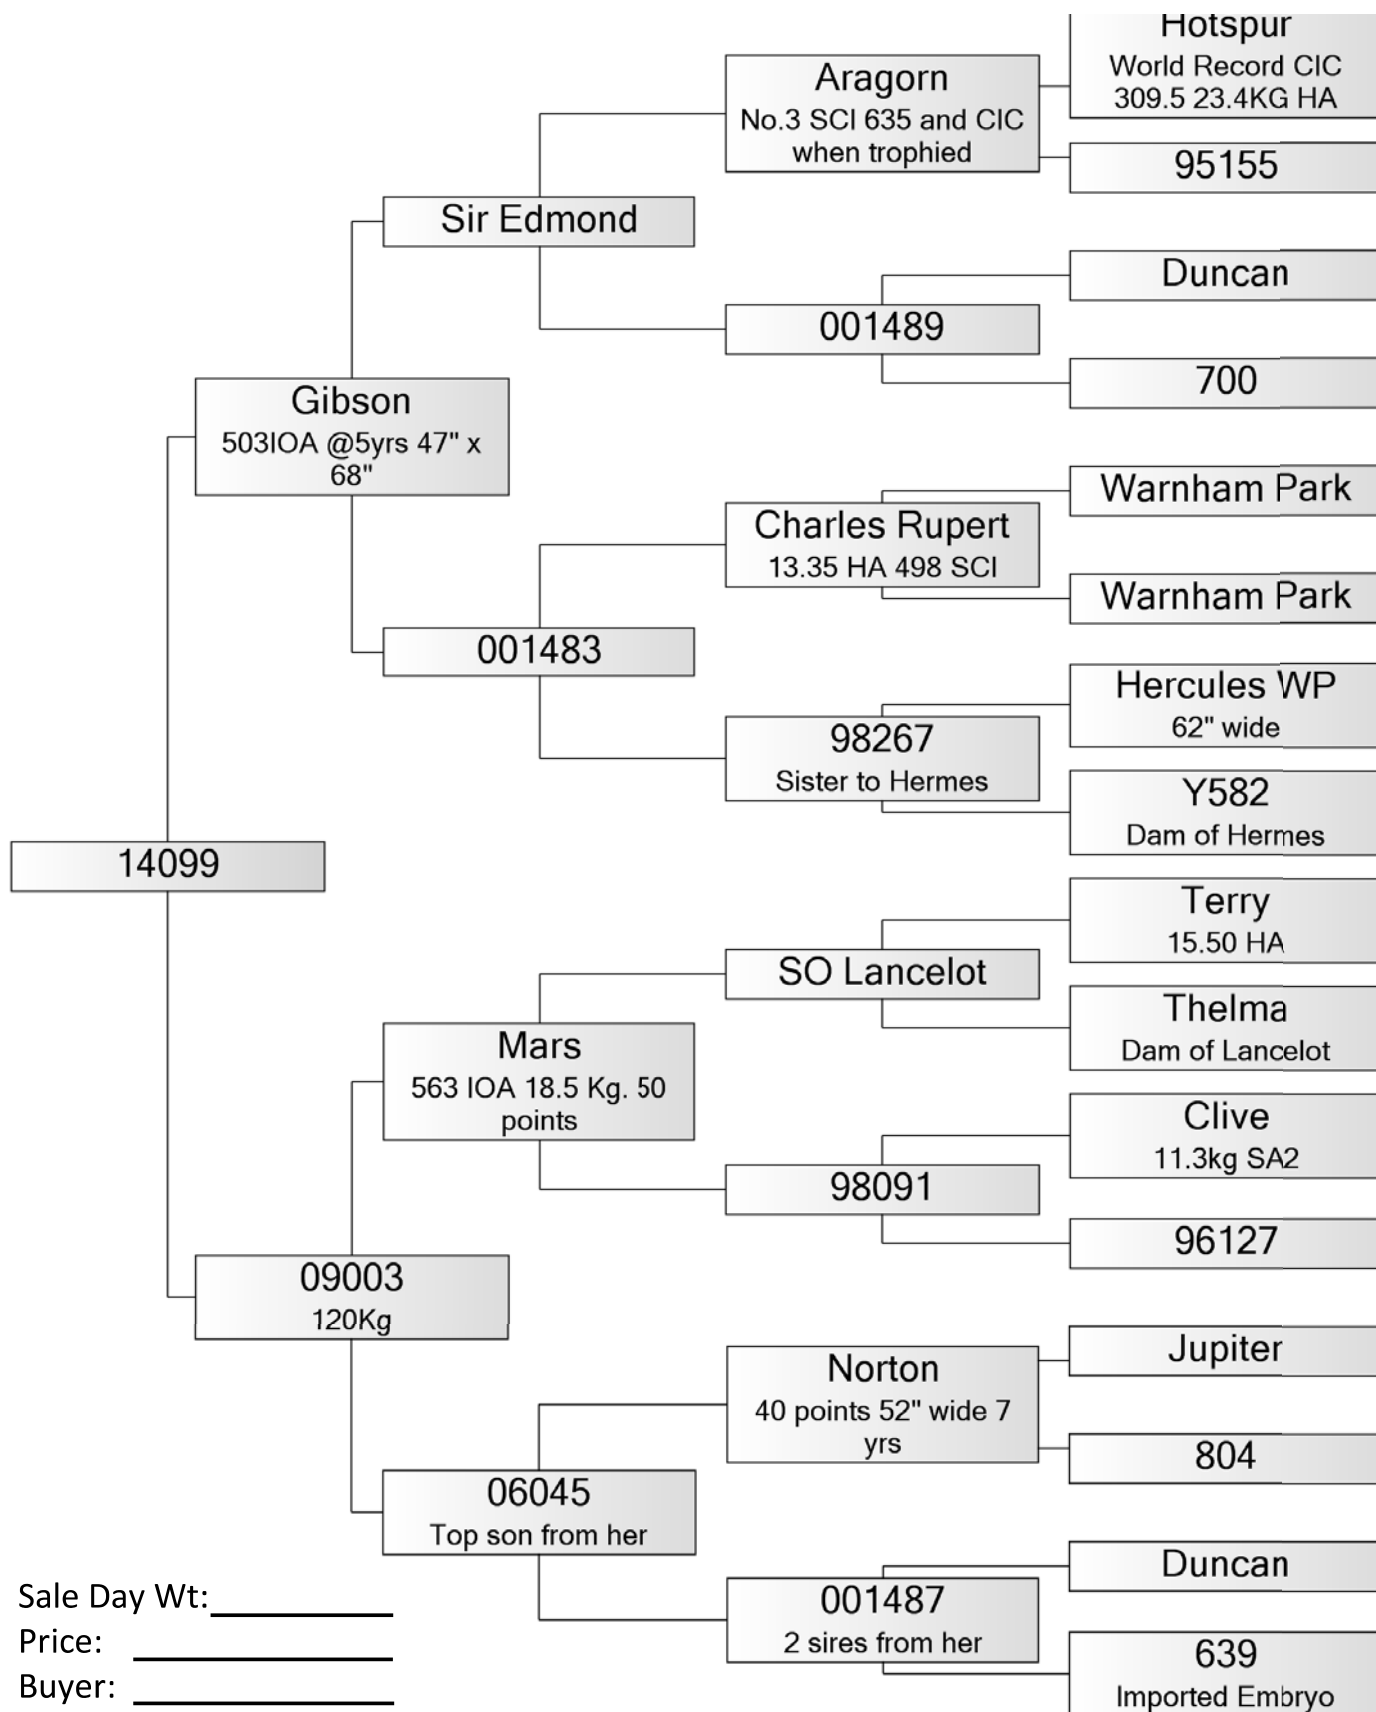 Hotspur
World Record CIC
309.5 23.4KG HA
Aragorn
No.3 SCI 635 and CIC
when trophied
95155
Sir Edmond
Duncan
001489
700
Gibson
503IOA @5yrs 47" x
68"
Warnham Park
Charles Rupert
13.35 HA 498 SCI
Warnham Park
001483
Hercules WP
62" wide
98267
Sister to Hermes
Y582
Dam of Hermes
14099
Terry
15.50 HA
SO Lancelot
Thelma
Dam of Lancelot
Mars
563 IOA 18.5 Kg. 50
points
Clive
11.3kg SA2
98091
96127
09003
120Kg
Jupiter
Norton
40 points 52" wide 7
yrs
804
06045
Top son from her
Duncan
001487
2 sires from her
639
Imported Embryo
Sale Day Wt:
Price:
Buyer: